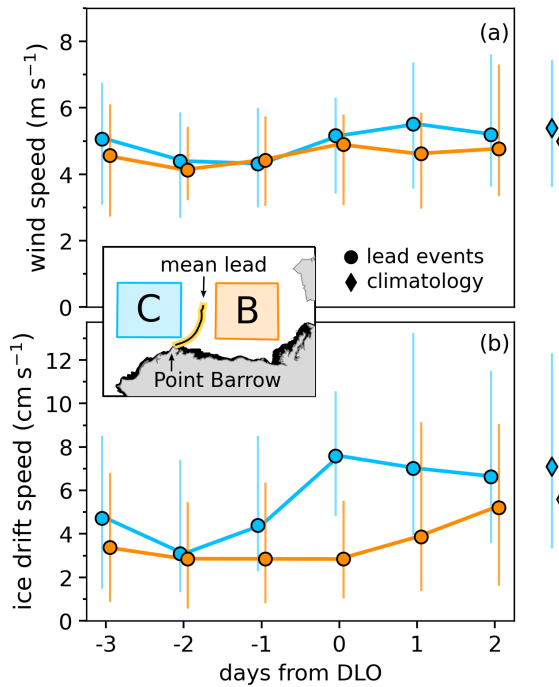 (a)
wind speed (m s⁻¹)
8
6
4
2
0
lead events
climatology
mean lead
C
B
Point Barrow
(b)
ice drift speed (cm s⁻¹)
12
10
8
6
4
2
0
-3 -2 -1 0 1 2
days from DLO